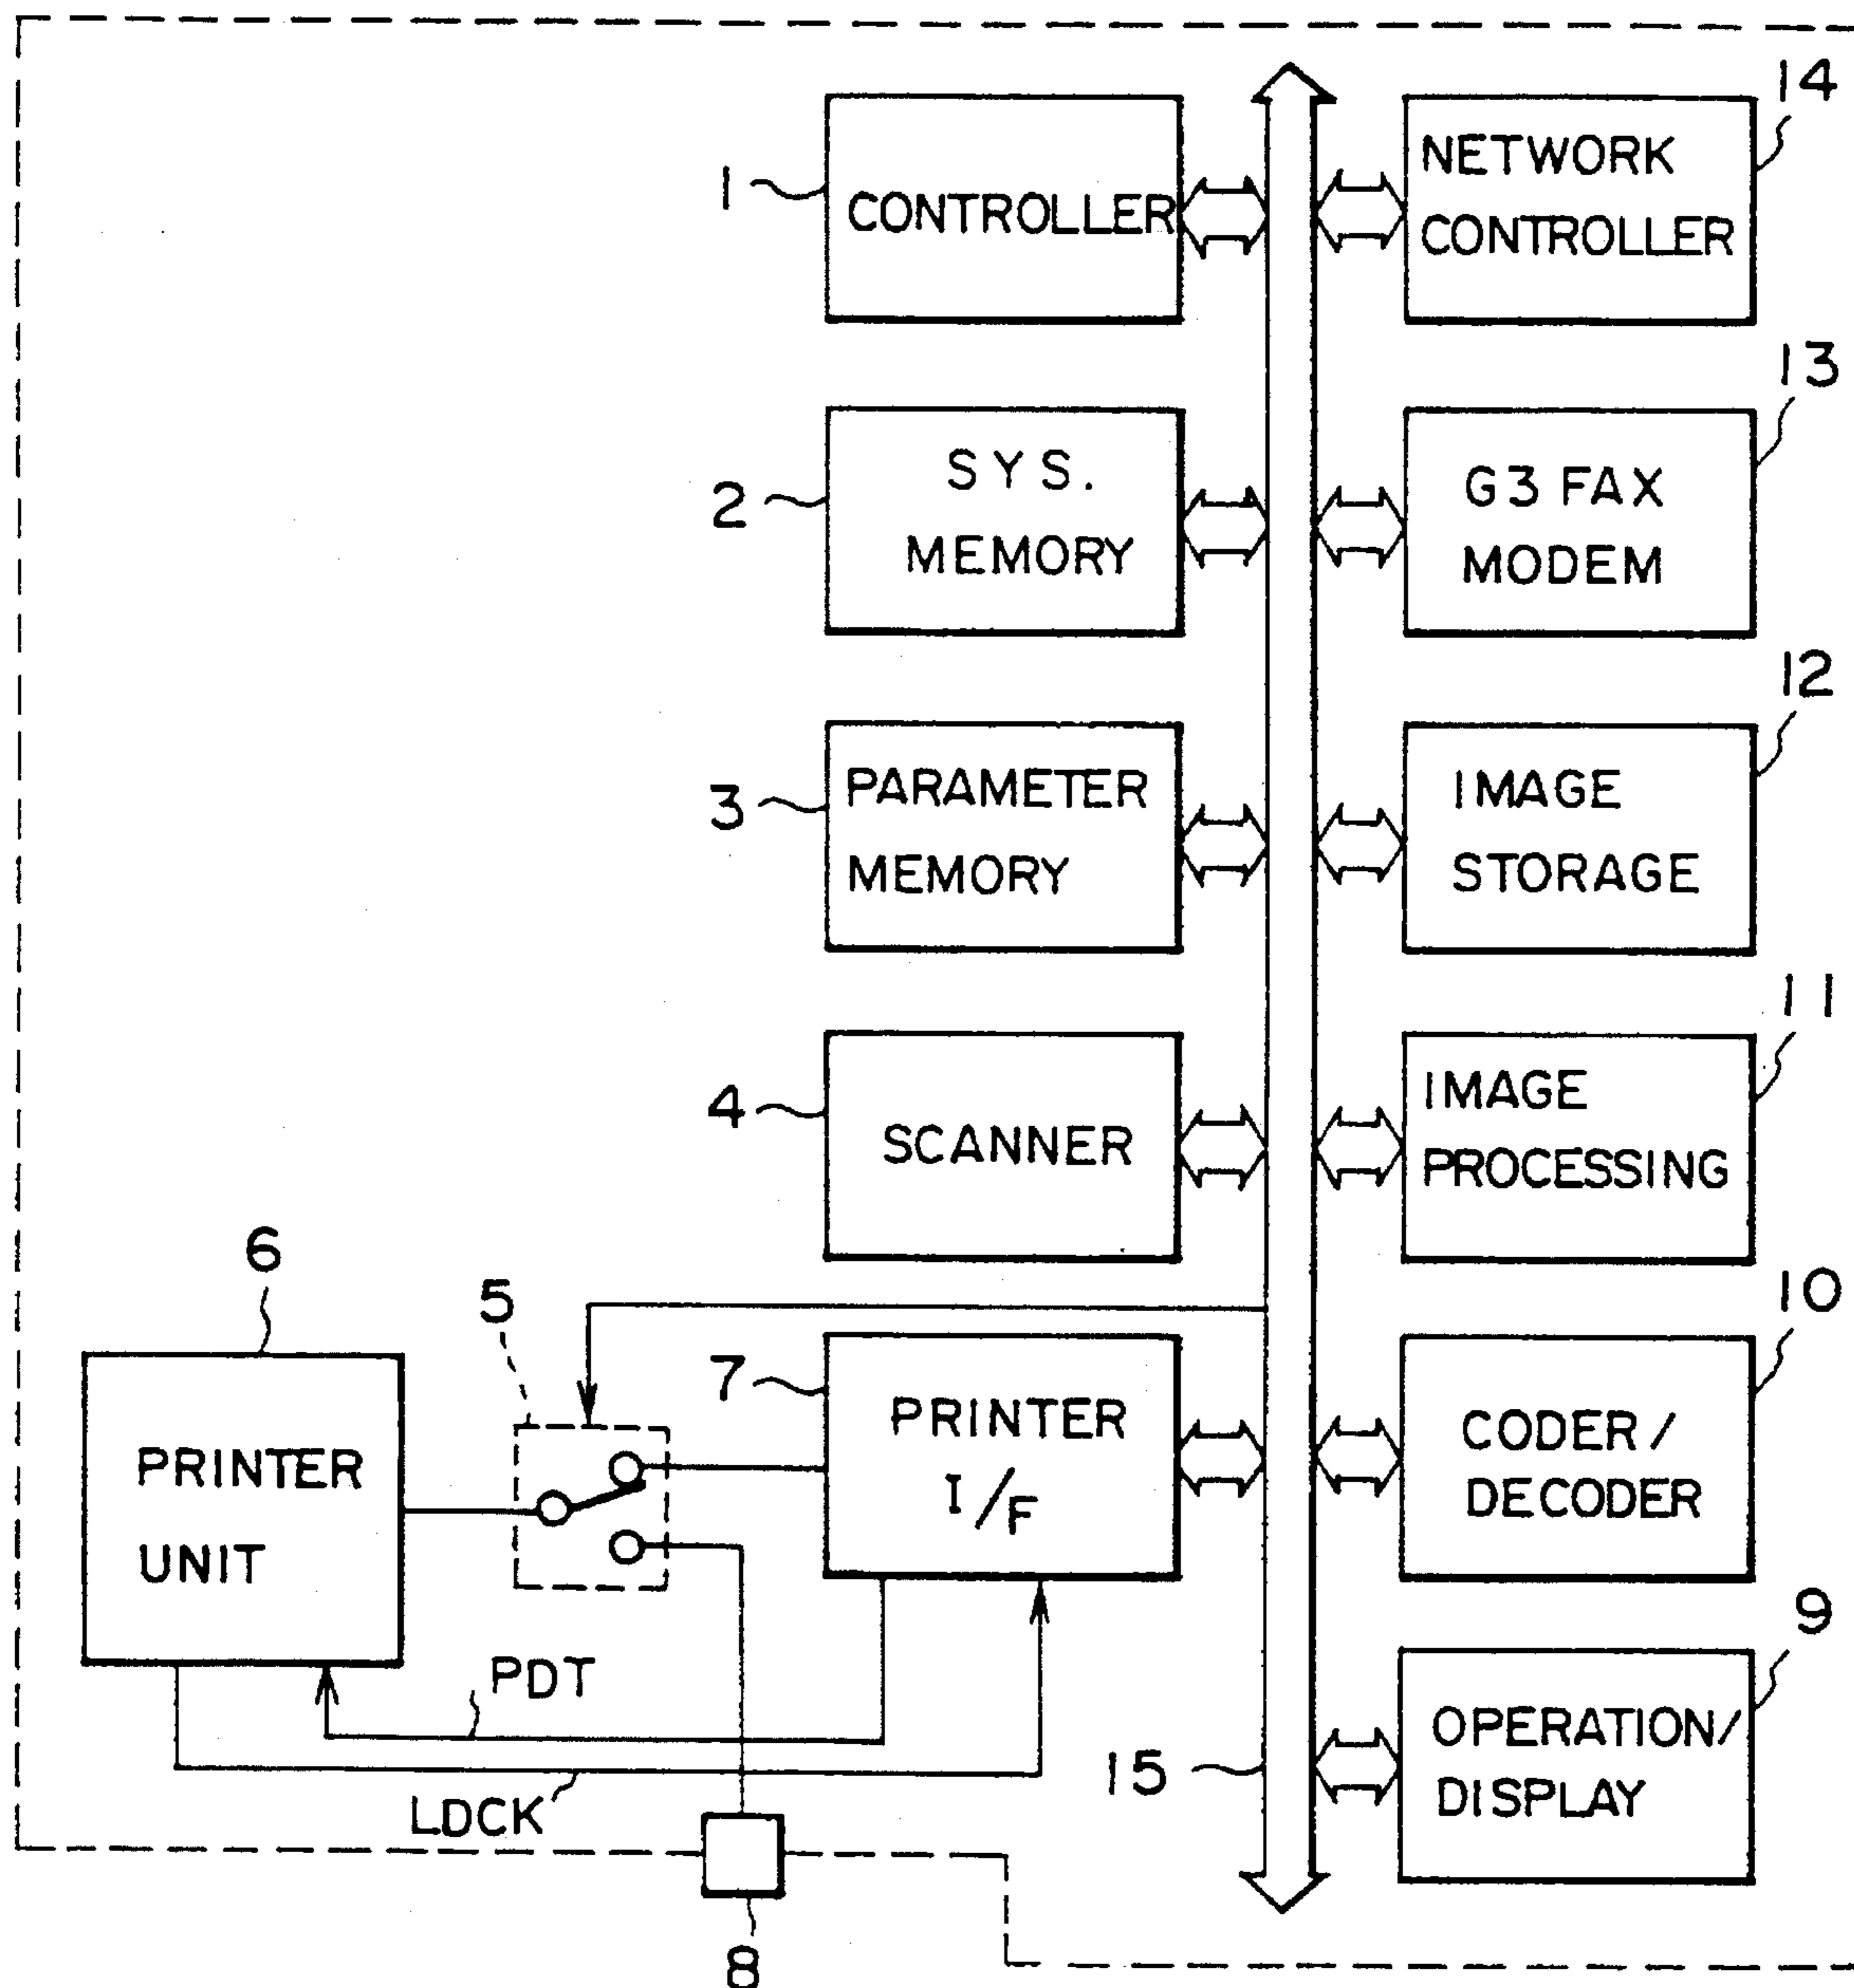 14
NETWORK
CONTROLLER
1
CONTROLLER
13
G3 FAX
MODEM
2
SYS.
MEMORY
12
IMAGE
STORAGE
3
PARAMETER
MEMORY
11
IMAGE
PROCESSING
4
SCANNER
6
5
10
PRINTER
UNIT
7
PRINTER
I/F
CODER/
DECODER
9
PDT
OPERATION/
DISPLAY
15
LDCK
8